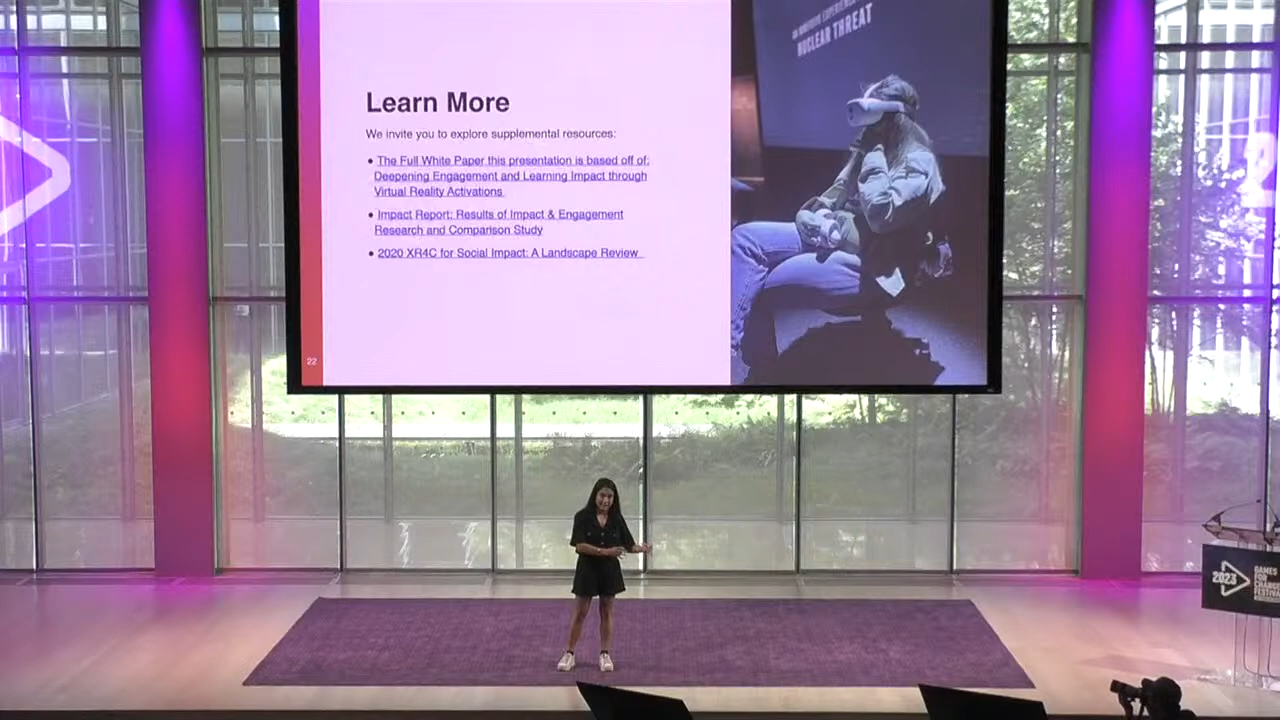 NUCLEAR THREAT
Learn More
We invite you to explore supplemental resources:
• The Full White Paper this presentation is based off of:
Deepening Engagement and Learning Impact through
Virtual Reality Activations
• Impact Report: Results of Impact & Engagement
Research and Comparison Study
• 2020 XR4C for Social Impact: A Landscape Review
22
2023
GAMES
FOR
CHANGE
FESTIVAL